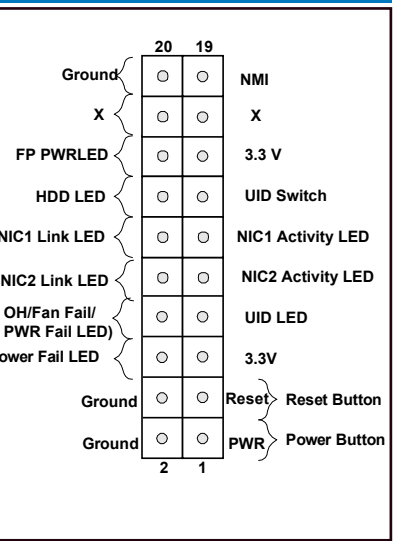 20 19
Ground NMI
X X
FP PWRLED 3.3 V
HDD LED UID Switch
NIC1 Link LED NIC1 Activity LED
NIC2 Link LED NIC2 Activity LED
OH/Fan Fail/
PWR Fail LED) UID LED
ower Fail LED 3.3V
Ground Reset Reset Button
Ground PWR Power Button
2 1